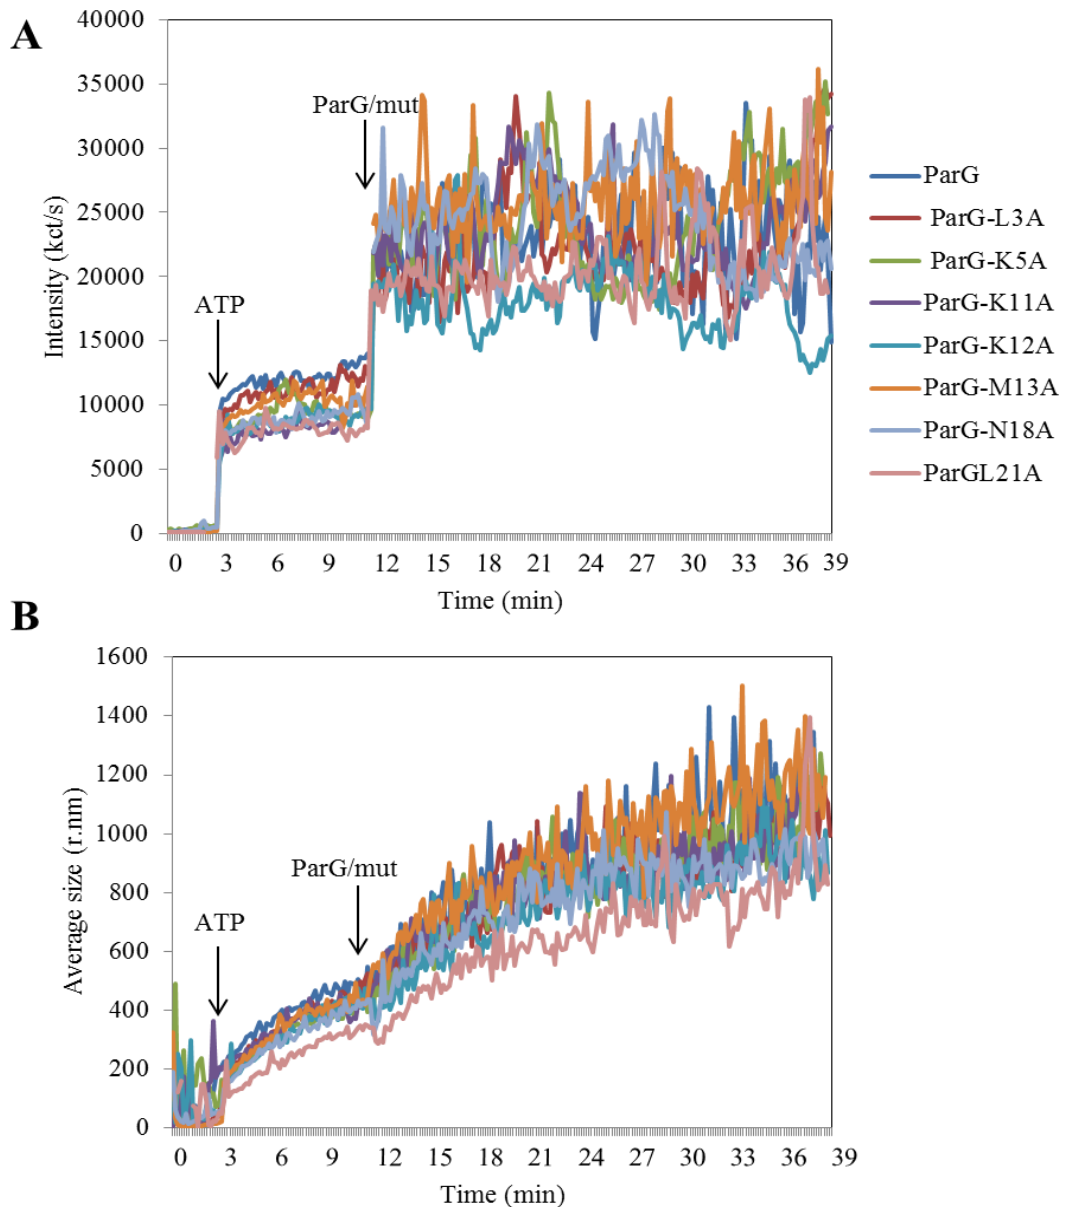 A
40000
35000
30000
25000
20000
15000
10000
5000
0
Intensity (kct/s)
ATP
ParG/mut
0 3 6 9 12 15 18 21 24 27 30 33 36 39
Time (min)
ParG
ParG-L3A
ParG-K5A
ParG-K11A
ParG-K12A
ParG-M13A
ParG-N18A
ParGL21A
B
1600
1400
1200
1000
800
600
400
200
0
Average size (r.nm)
ATP
ParG/mut
0 3 6 9 12 15 18 21 24 27 30 33 36 39
Time (min)